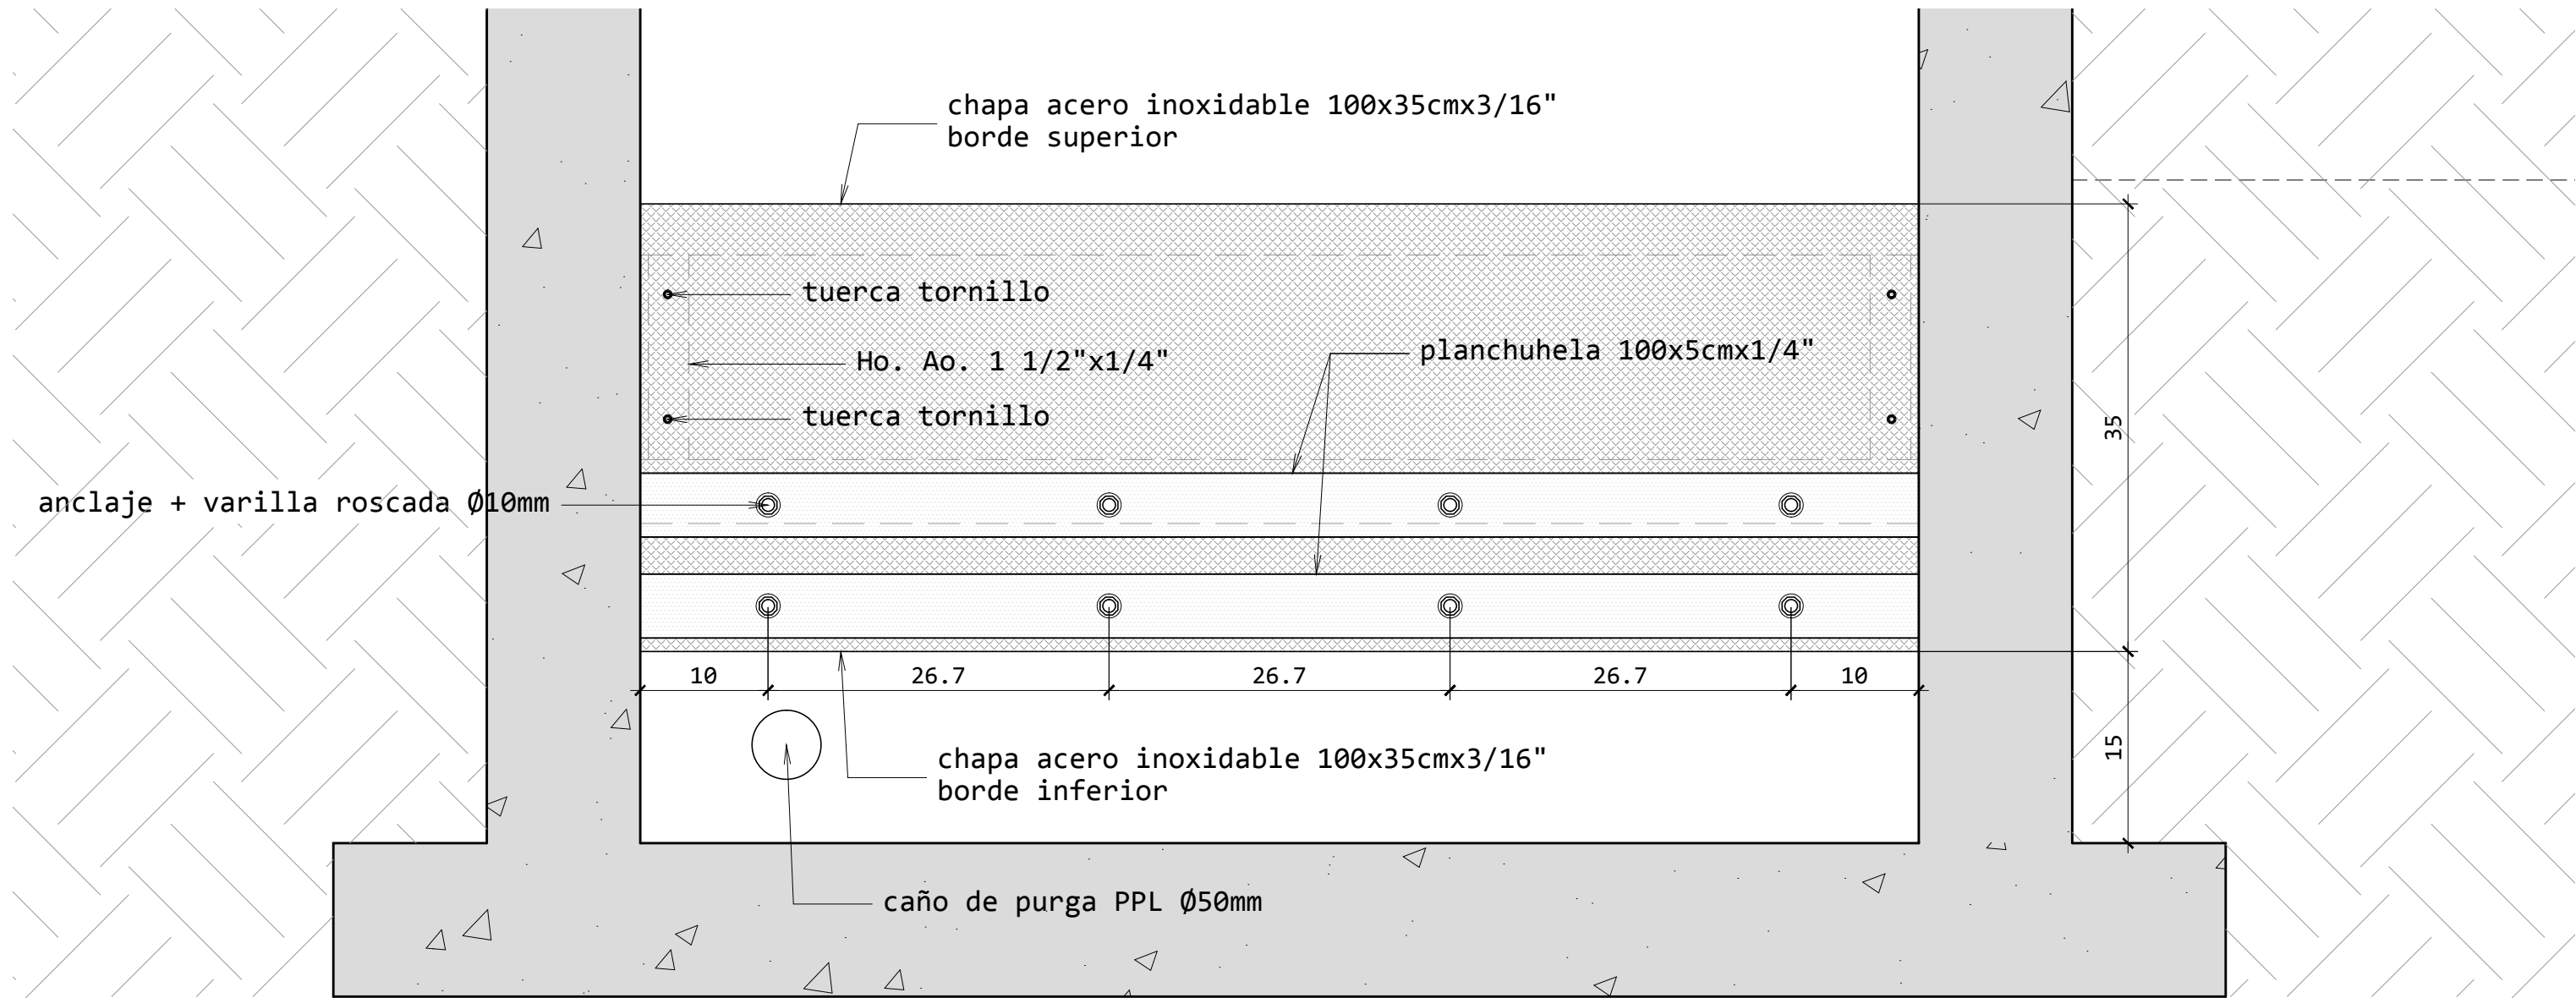 chapa acero inoxidable 100x35cmx3/16"
borde superior
tuerca tornillo
Ho. Ao. 1 1/2"x1/4"
planchuhela 100x5cmx1/4"
tuerca tornillo
35
anclaje + varilla roscada Ø10mm
10
26.7
26.7
26.7
10
15
chapa acero inoxidable 100x35cmx3/16"
borde inferior
caño de purga PPL Ø50mm